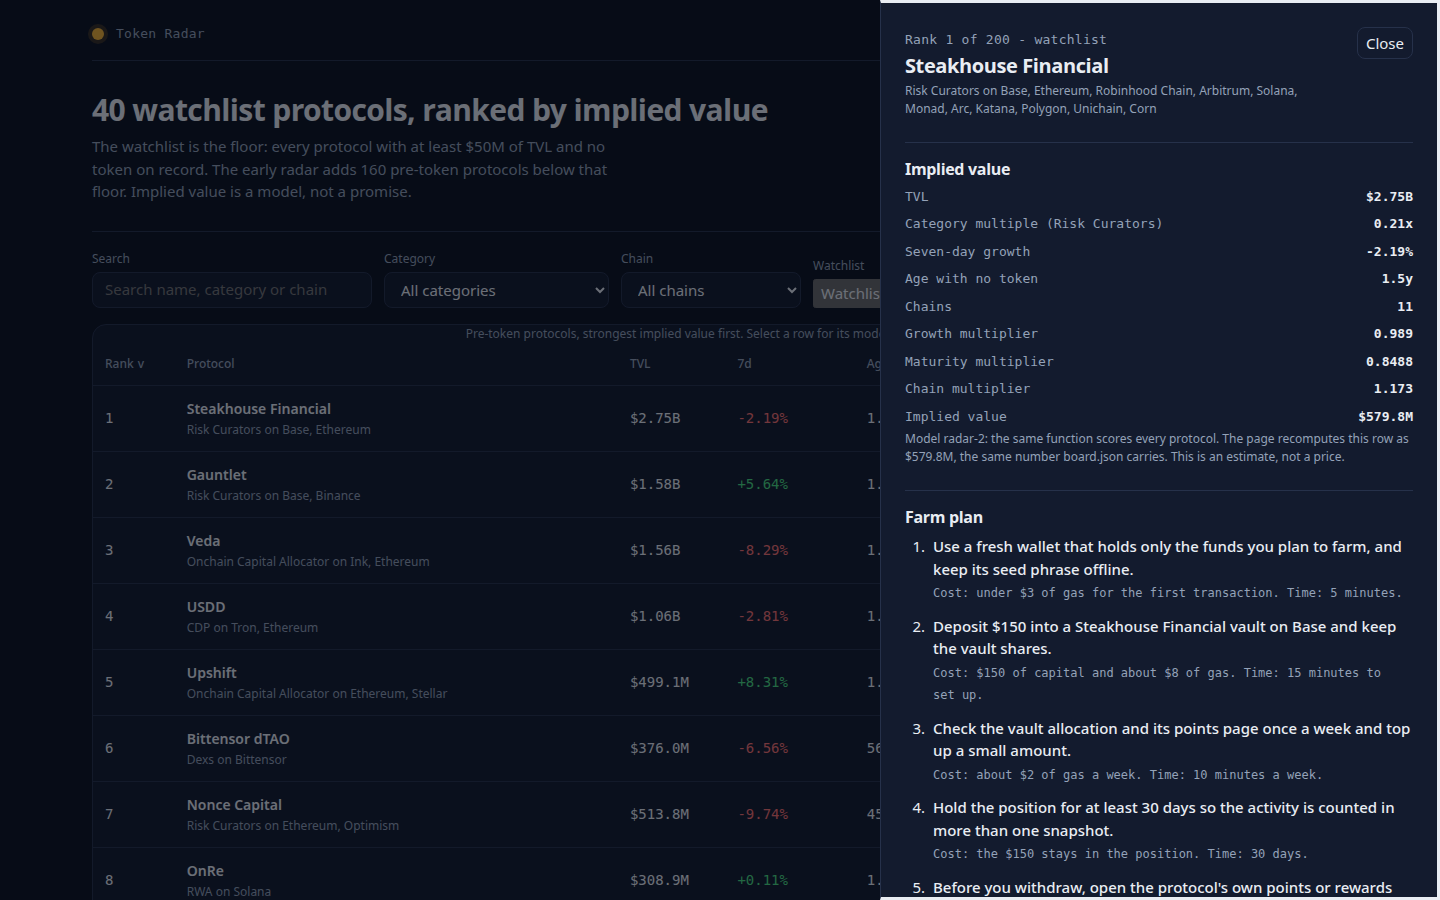 Token Radar
40 watchlist protocols, ranked by implied value
The watchlist is the floor: every protocol with at least $50M of TVL and no
token on record. The early radar adds 160 pre-token protocols below that
floor. Implied value is a model, not a promise.
Search
Category
Chain
Watchlist
Search name, category or chain
All categories
All chains
Watchlis
Pre-token protocols, strongest implied value first. Select a row for its mod
Rank v
Protocol
TVL
7d
Ag
1
Steakhouse Financial
Risk Curators on Base, Ethereum
$2.75B
-2.19%
1.
2
Gauntlet
Risk Curators on Base, Binance
$1.58B
+5.64%
1.
3
Veda
Onchain Capital Allocator on Ink, Ethereum
$1.56B
-8.29%
1.
4
USDD
CDP on Tron, Ethereum
$1.06B
-2.81%
1.
5
Upshift
Onchain Capital Allocator on Ethereum, Stellar
$499.1M
+8.31%
1.
6
Bittensor dTAO
Dexs on Bittensor
$376.0M
-6.56%
56
7
Nonce Capital
Risk Curators on Ethereum, Optimism
$513.8M
-9.74%
45
8
OnRe
RWA on Solana
$308.9M
+0.11%
1.
Rank 1 of 200 - watchlist
Close
Steakhouse Financial
Risk Curators on Base, Ethereum, Robinhood Chain, Arbitrum, Solana,
Monad, Arc, Katana, Polygon, Unichain, Corn
Implied value
TVL $2.75B
Category multiple (Risk Curators) 0.21x
Seven-day growth -2.19%
Age with no token 1.5y
Chains 11
Growth multiplier 0.989
Maturity multiplier 0.8488
Chain multiplier 1.173
Implied value $579.8M
Model radar-2: the same function scores every protocol. The page recomputes this row as
$579.8M, the same number board.json carries. This is an estimate, not a price.
Farm plan
1. Use a fresh wallet that holds only the funds you plan to farm, and
keep its seed phrase offline.
Cost: under $3 of gas for the first transaction. Time: 5 minutes.
2. Deposit $150 into a Steakhouse Financial vault on Base and keep
the vault shares.
Cost: $150 of capital and about $8 of gas. Time: 15 minutes to
set up.
3. Check the vault allocation and its points page once a week and top
up a small amount.
Cost: about $2 of gas a week. Time: 10 minutes a week.
4. Hold the position for at least 30 days so the activity is counted in
more than one snapshot.
Cost: the $150 stays in the position. Time: 30 days.
5. Before you withdraw, open the protocol's own points or rewards